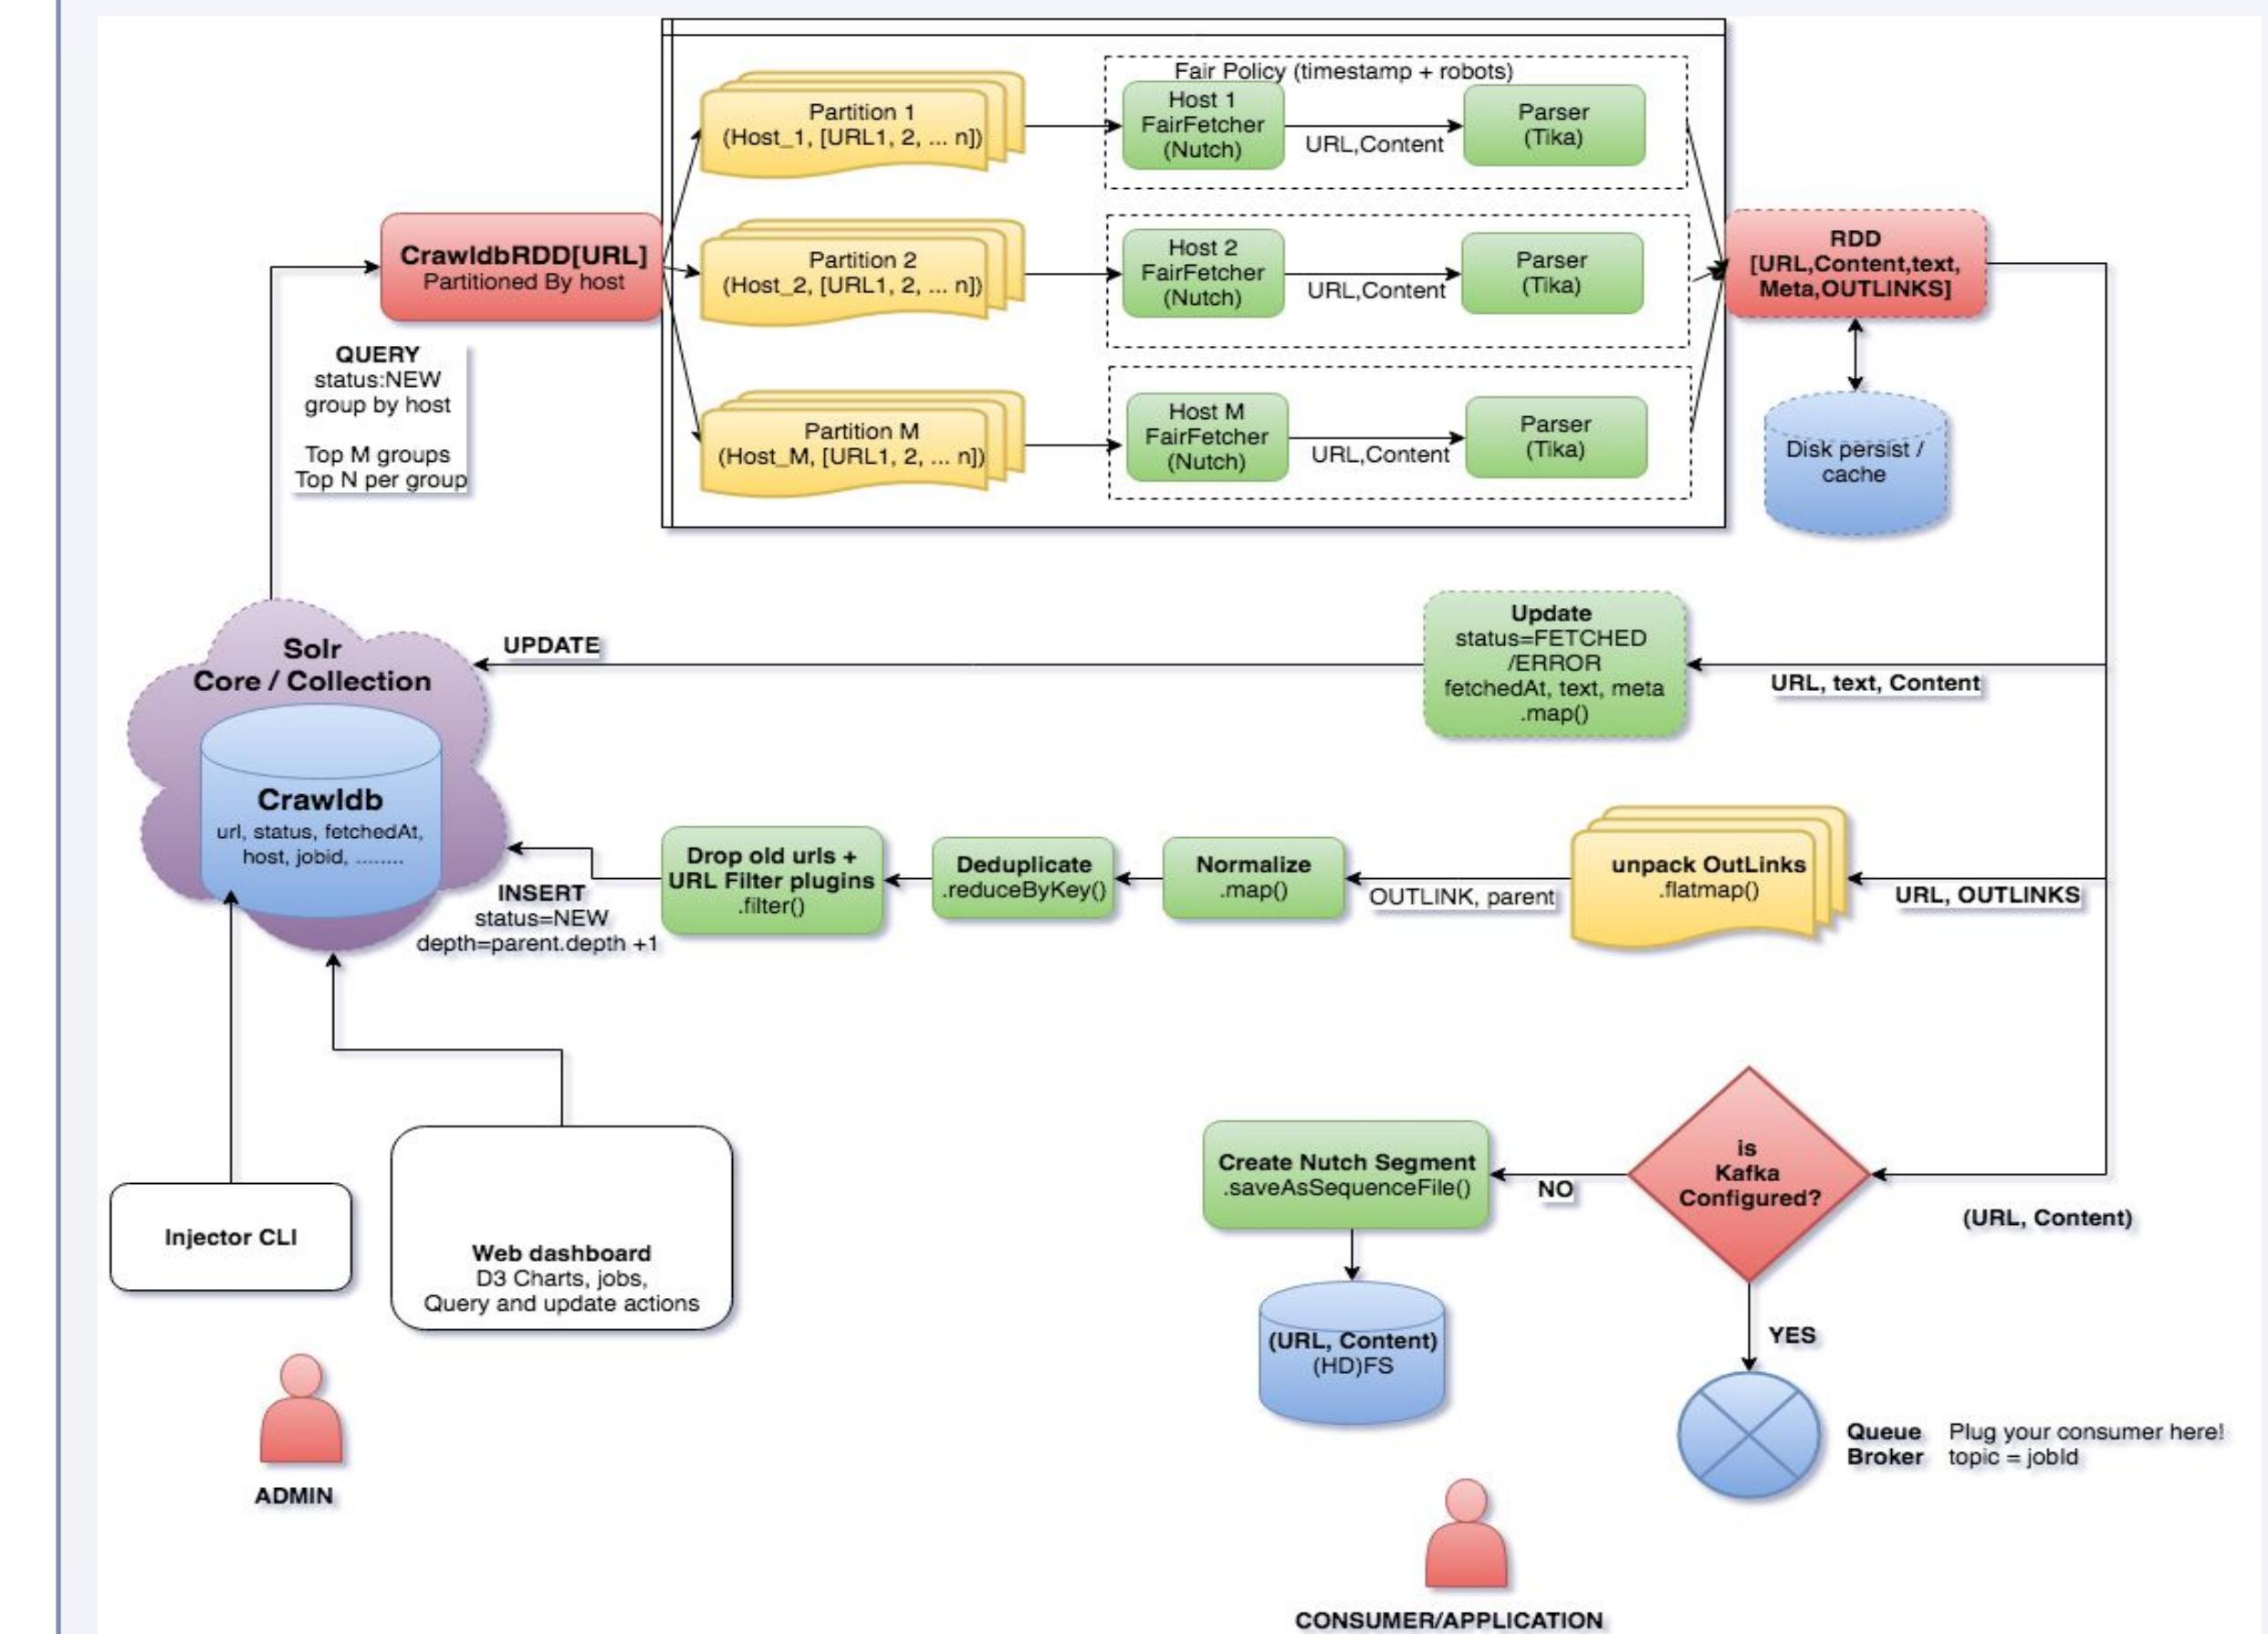 Fair Policy (timestamp + robots)
Partition 1
(Host_1, [URL1, 2, ... n])
Host 1
FairFetcher
(Nutch)
URL,Content
Parser
(Tika)
CrawldbRDD[URL]
Partitioned By host
Partition 2
(Host_2, [URL1, 2, ... n])
Host 2
FairFetcher
(Nutch)
URL,Content
Parser
(Tika)
RDD
[URL,Content,text,
Meta,OUTLINKS]
QUERY
status:NEW
group by host
Top M groups
Top N per group
Partition M
(Host_M, [URL1, 2, ... n])
Host M
FairFetcher
(Nutch)
URL,Content
Parser
(Tika)
Disk persist /
cache
Solr
Core / Collection
UPDATE
Update
status=FETCHED
/ERROR
fetchedAt, text, meta
.map()
URL, text, Content
Crawldb
url, status, fetchedAt,
host, jobid, ........
INSERT
status=NEW
depth=parent.depth +1
Drop old urls +
URL Filter plugins
.filter()
Deduplicate
.reduceByKey()
Normalize
.map()
OUTLINK, parent
unpack OutLinks
.flatmap()
URL, OUTLINKS
Injector CLI
Web dashboard
D3 Charts, jobs,
Query and update actions
Create Nutch Segment
.saveAsSequenceFile()
NO
is
Kafka
Configured?
(URL, Content)
(URL, Content)
(HD)FS
YES
Queue
Broker
Plug your consumer here!
topic = jobId
ADMIN
CONSUMER/APPLICATION